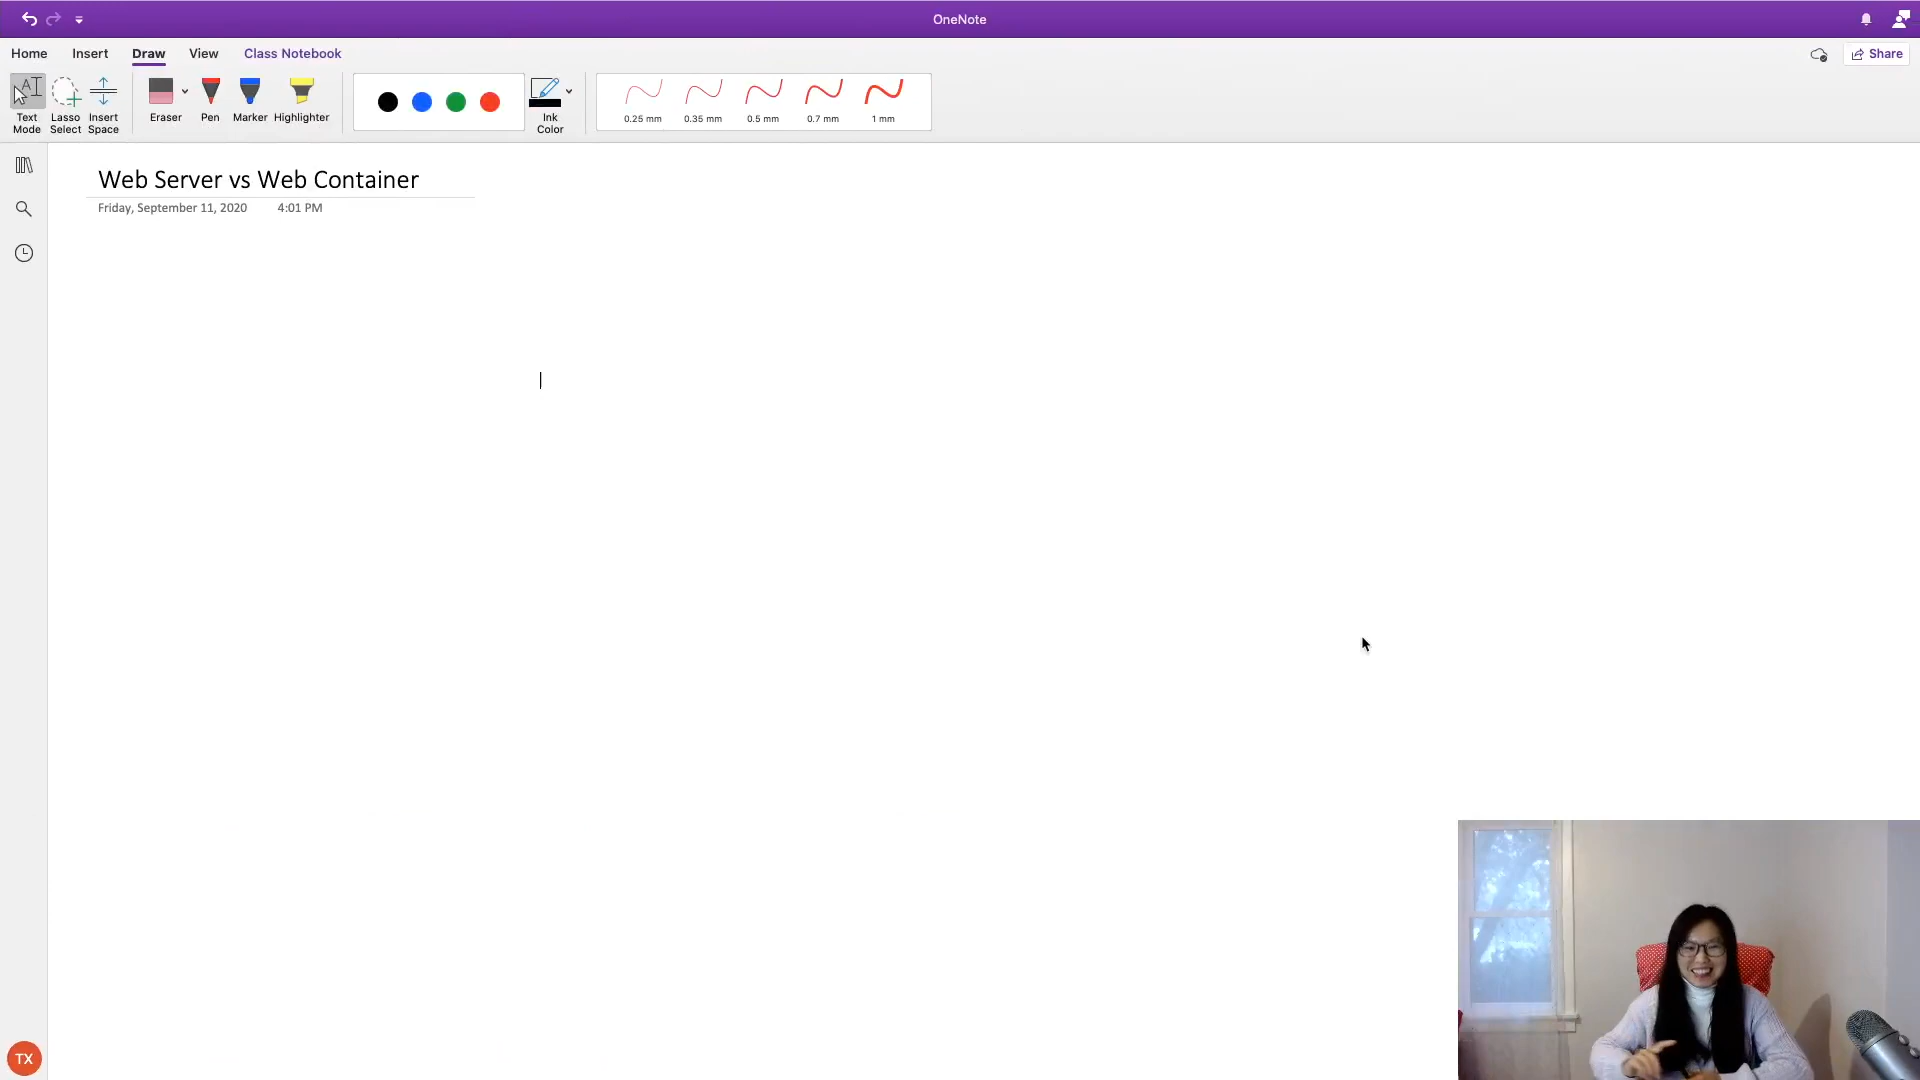 OneNote
Home Insert Draw View Class Notebook
Share
Text Mode
Lasso Select
Insert Space
Eraser
Pen
Marker
Highlighter
Ink Color
0.25 mm
0.35 mm
0.5 mm
0.7 mm
1 mm
Web Server vs Web Container
Friday, September 11, 2020 4:01 PM
TX